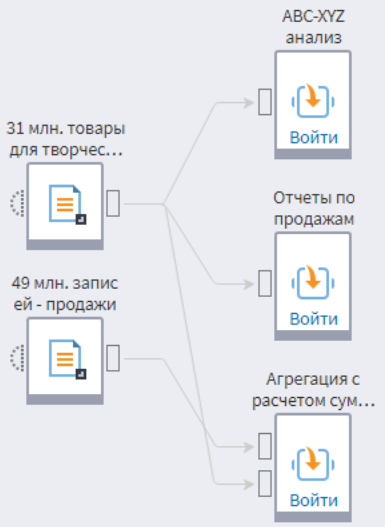 ABC-XYZ
анализ
Войти
31 млн. товары
для творчес...
Отчеты по
продажам
Войти
49 млн. запис
ей - продажи
Агрегация с
расчетом сум...
Войти